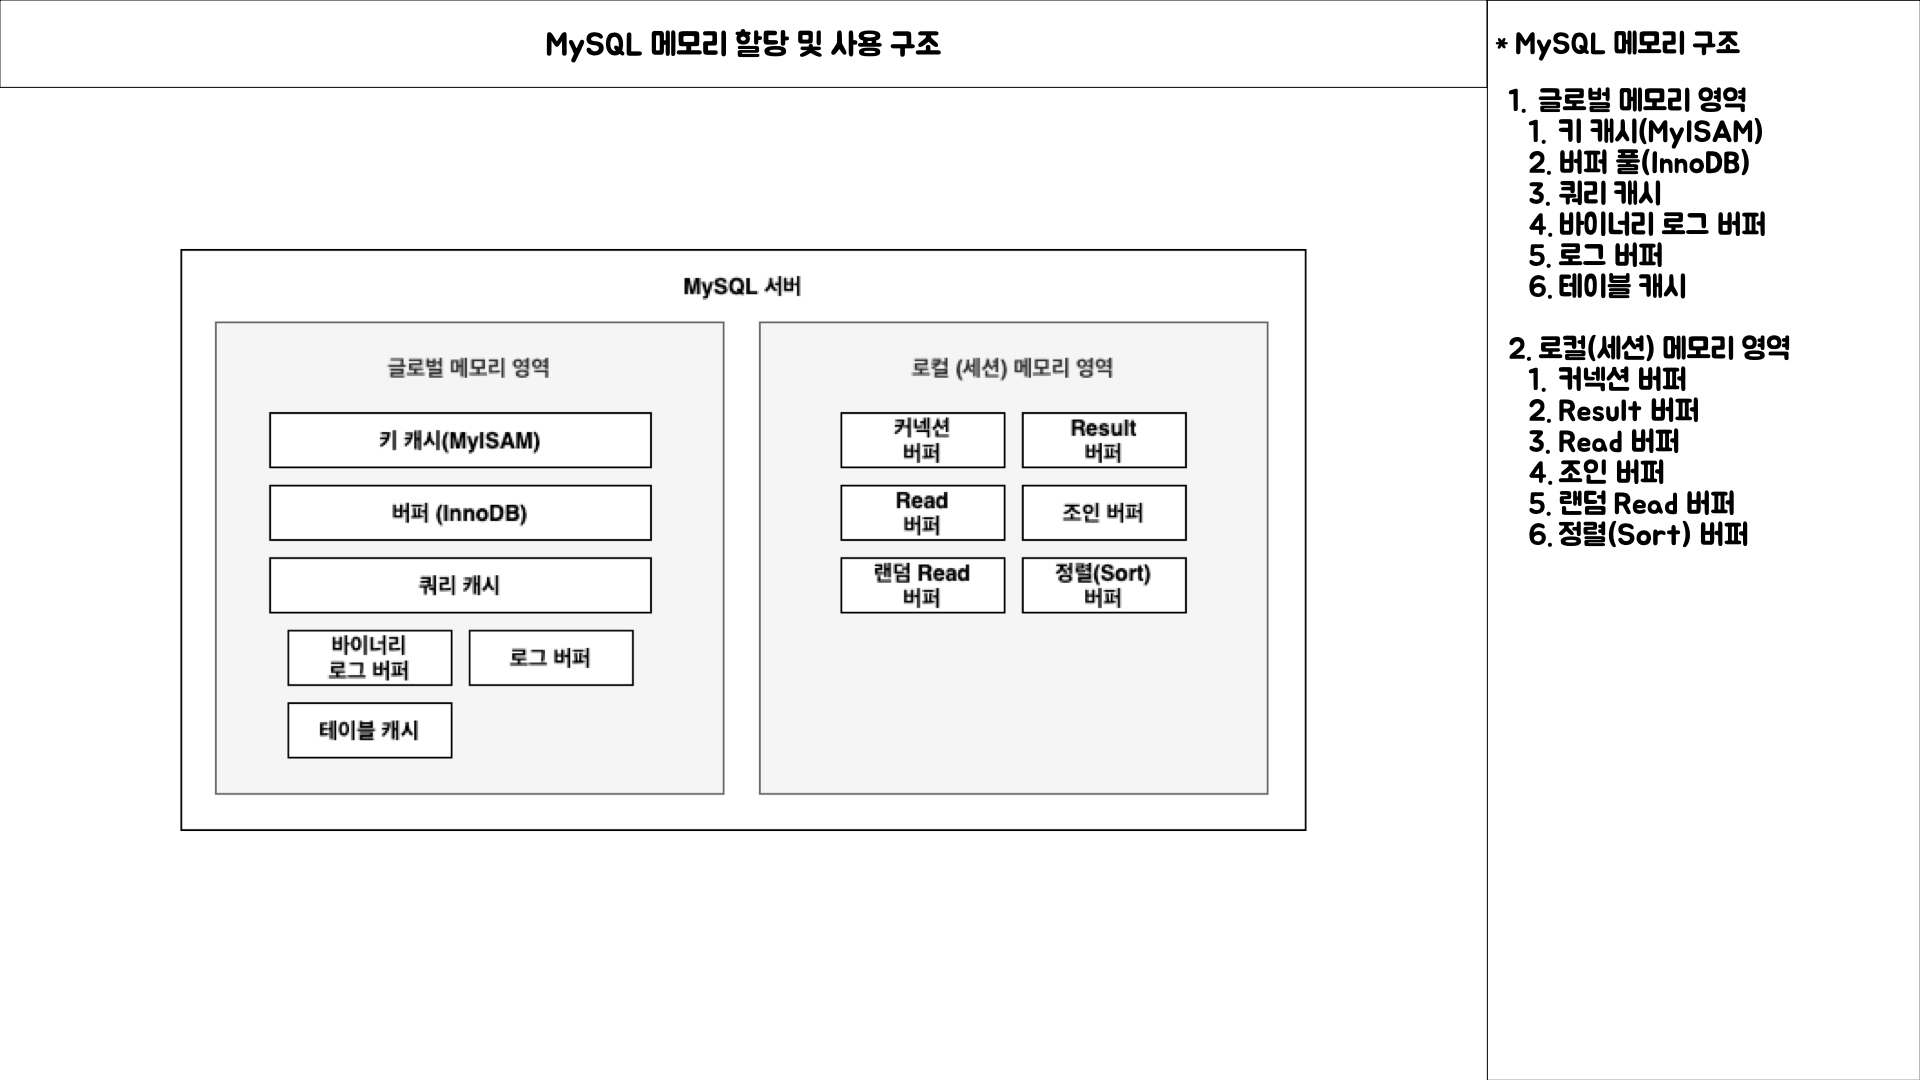 MySQL 메모리 할당 및 사용 구조
MySQL 서버
글로벌 메모리 영역
키 캐시(MyISAM)
버퍼 (InnoDB)
쿼리 캐시
바이너리
로그 버퍼
로그 버퍼
테이블 캐시
로컬 (세션) 메모리 영역
커넥션
버퍼
Result
버퍼
Read
버퍼
조인 버퍼
랜덤 Read
버퍼
정렬(Sort)
버퍼
* MySQL 메모리 구조
1. 글로벌 메모리 영역
1. 키 캐시(MyISAM)
2. 버퍼 풀(InnoDB)
3. 쿼리 캐시
4. 바이너리 로그 버퍼
5. 로그 버퍼
6. 테이블 캐시
2. 로컬(세션) 메모리 영역
1. 커넥션 버퍼
2. Result 버퍼
3. Read 버퍼
4. 조인 버퍼
5. 랜덤 Read 버퍼
6. 정렬(Sort) 버퍼